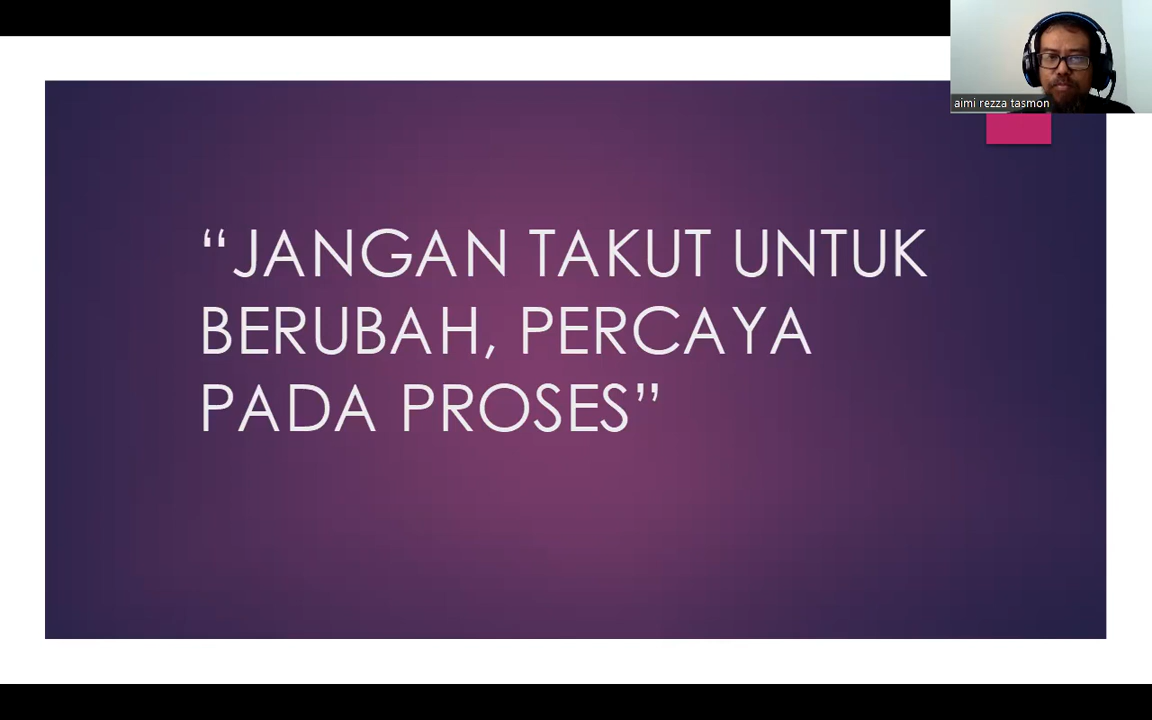 aimi rezza tasmon
“JANGAN TAKUT UNTUK
BERUBAH, PERCAYA
PADA PROSES”